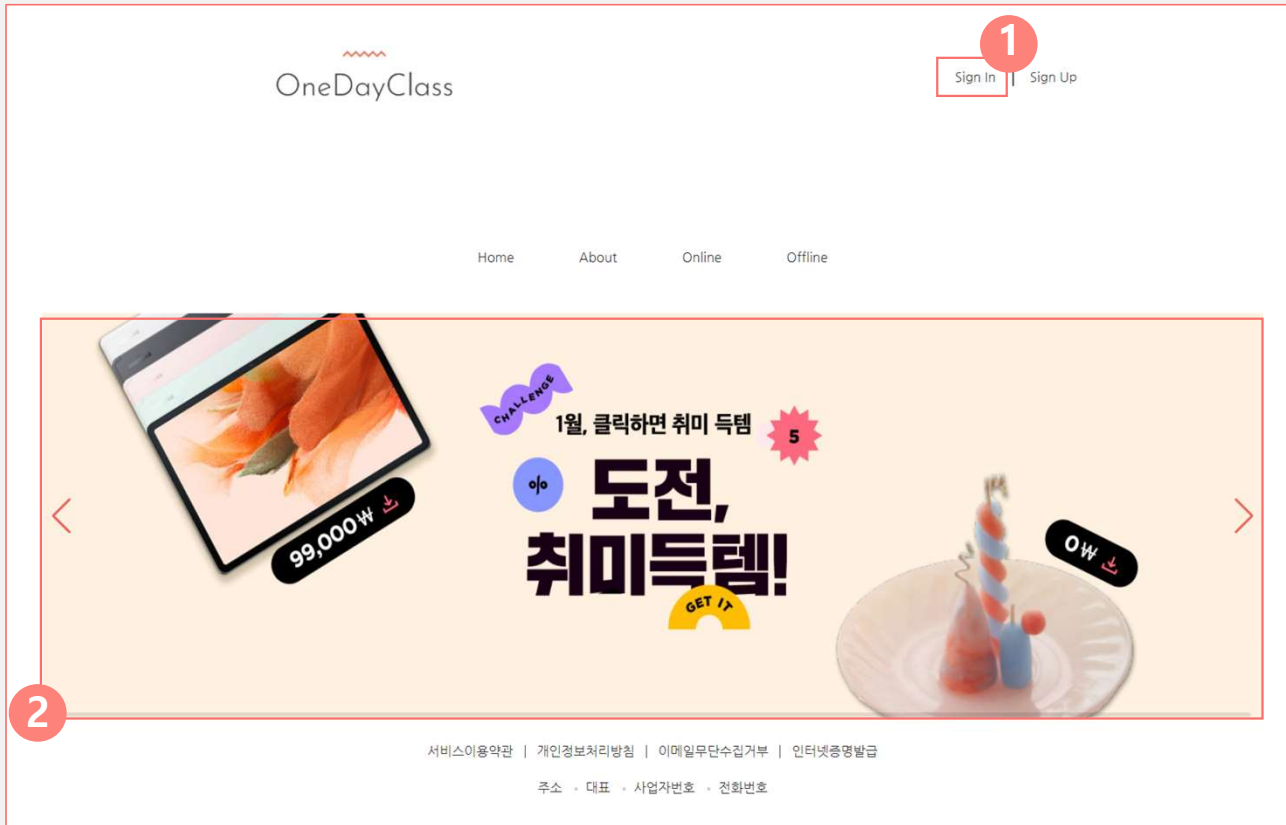 1
OneDayClass
Sign In | Sign Up
Home About Online Offline
CHALLENGE
1월, 클릭하면 취미 득템
5
%
도전,
취미득템!
GET IT
99,000₩
0₩
2
서비스이용약관 | 개인정보처리방침 | 이메일무단수집거부 | 인터넷증명발급
주소 • 대표 • 사업자번호 • 전화번호